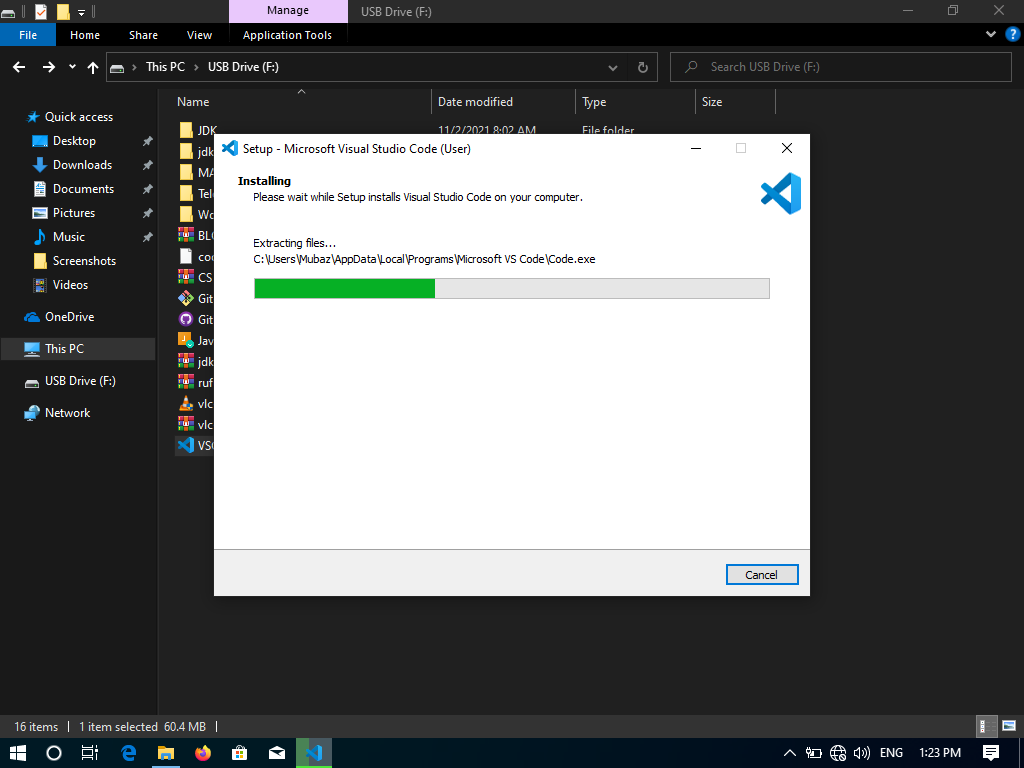 Manage
USB Drive (F:)
File
Home
Share
View
Application Tools
This PC
USB Drive (F:)
Search USB Drive (F:)
Name
Date modified
Type
Size
Quick access
Desktop
Downloads
Documents
Pictures
Music
Screenshots
Videos
OneDrive
This PC
USB Drive (F:)
Network
JDK
11/2/2021 8:02 AM
File folder
jdk
Tel
CS
Git
Git
Jav
jdk
ruf
vlc
vlc
Setup - Microsoft Visual Studio Code (User)
Installing
Please wait while Setup installs Visual Studio Code on your computer.
Extracting files...
C:\Users\Mubaz\AppData\Local\Programs\Microsoft VS Code\Code.exe
Cancel
16 items
1 item selected 60.4 MB
ENG
1:23 PM